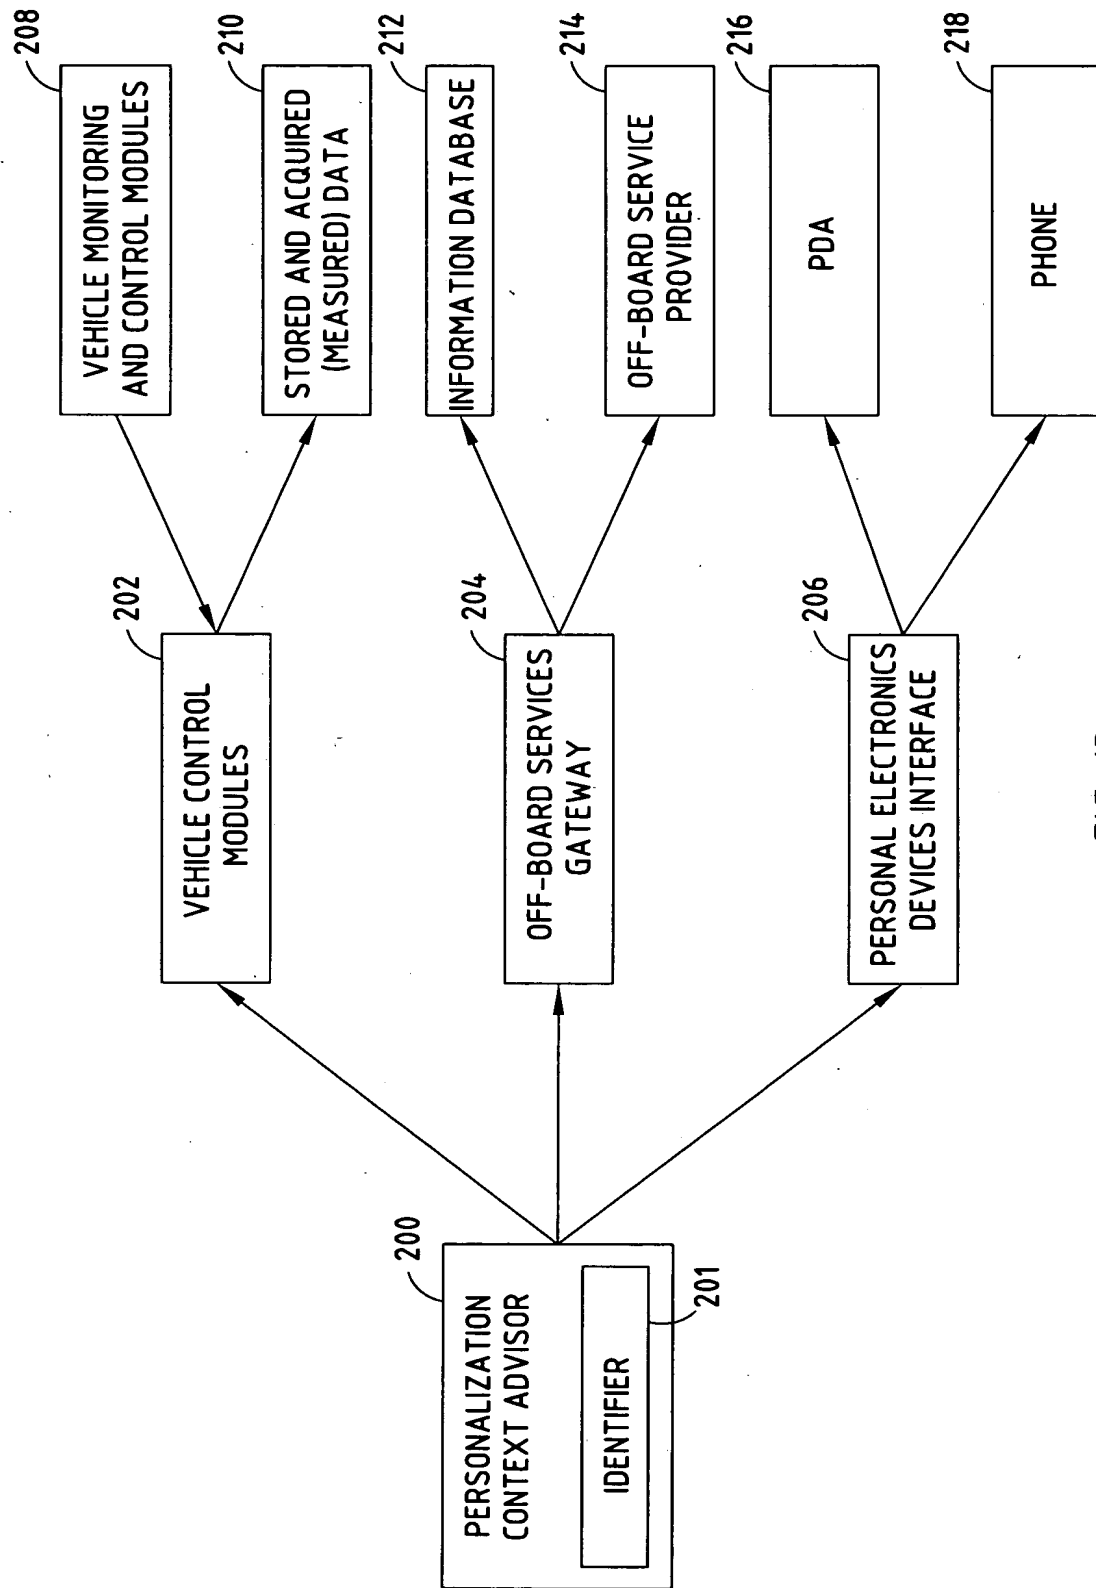 200
PERSONALIZATION
CONTEXT ADVISOR
IDENTIFIER
201
202
VEHICLE CONTROL
MODULES
204
OFF-BOARD SERVICES
GATEWAY
206
PERSONAL ELECTRONICS
DEVICES INTERFACE
208
VEHICLE MONITORING
AND CONTROL MODULES
210
STORED AND ACQUIRED
(MEASURED) DATA
212
INFORMATION DATABASE
214
OFF-BOARD SERVICE
PROVIDER
216
PDA
218
PHONE